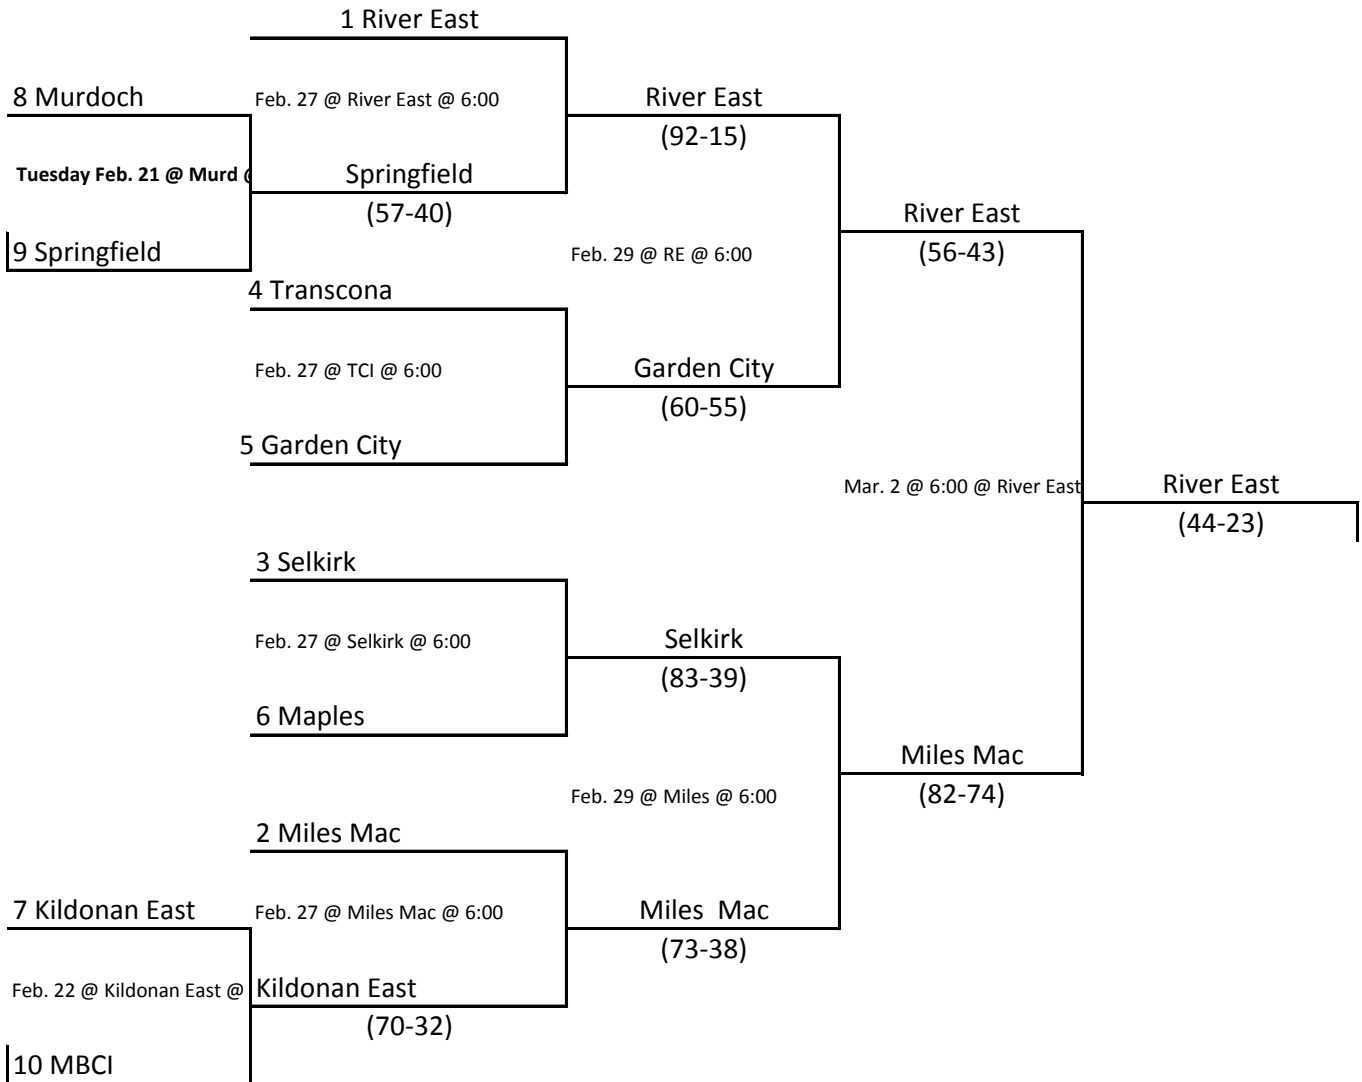 1 River East
8 Murdoch
Feb. 27 @ River East @ 6:00
River East
(92-15)
Tuesday Feb. 21 @ Murd
Springfield
(57-40)
River East
9 Springfield
Feb. 29 @ RE @ 6:00
(56-43)
4 Transcona
Feb. 27 @ TCI @ 6:00
Garden City
(60-55)
5 Garden City
Mar. 2 @ 6:00 @ River East
River East
(44-23)
3 Selkirk
Feb. 27 @ Selkirk @ 6:00
Selkirk
(83-39)
6 Maples
Miles Mac
Feb. 29 @ Miles @ 6:00
(82-74)
2 Miles Mac
7 Kildonan East
Feb. 27 @ Miles Mac @ 6:00
Miles  Mac
(73-38)
Feb. 22 @ Kildonan East @
Kildonan East
(70-32)
10 MBCI